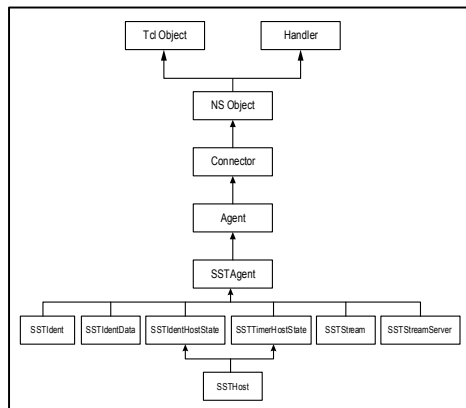 Tcl Object
Handler
NS Object
Connector
Agent
SSTAgent
SSTIdent
SSTIdentData
SSTIdentHostState
SSTTimerHostState
SSTStream
SSTStreamServer
SSTHost